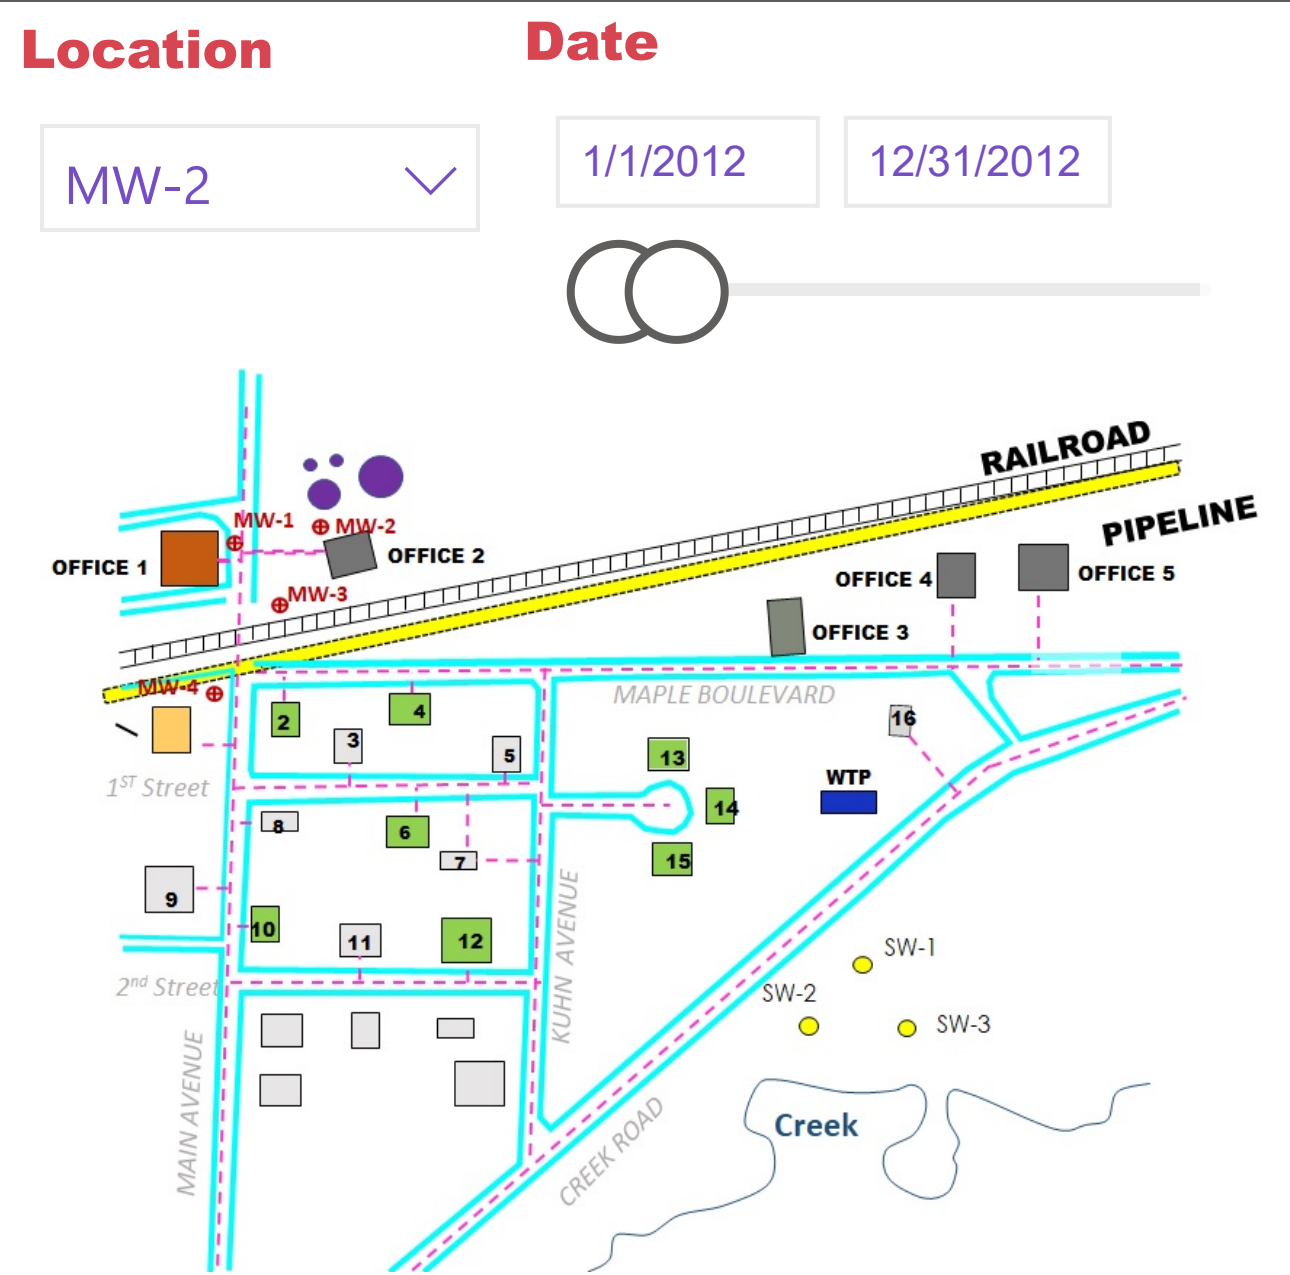 Location
Date
MW-2
1/1/2012
12/31/2012
RAILROAD
PIPELINE
MW-1
MW-2
OFFICE 1
OFFICE 2
MW-3
OFFICE 4
OFFICE 5
OFFICE 3
MW-4
MAPLE BOULEVARD
2
4
3
5
16
13
WTP
1ST Street
14
8
6
7
15
9
10
11
12
KUHN AVENUE
SW-1
2nd Street
SW-2
SW-3
MAIN AVENUE
CREEK ROAD
Creek